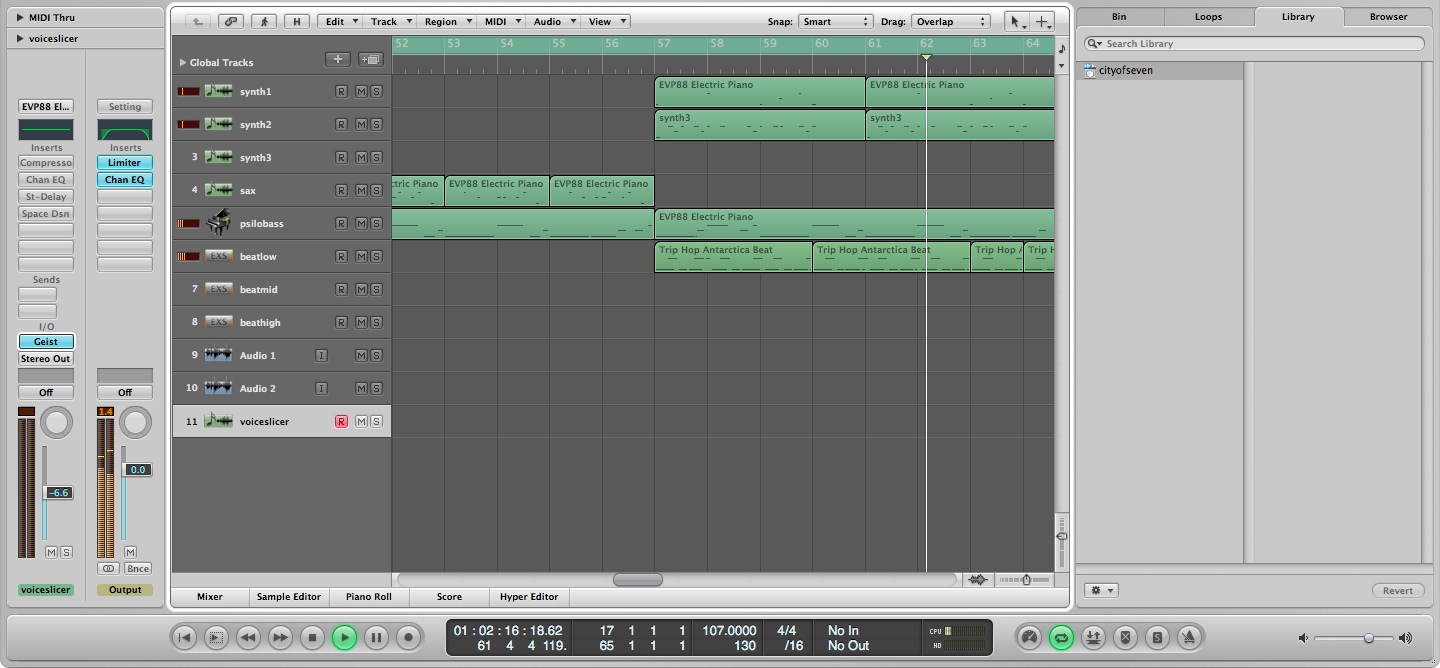 MIDI Thru
voiceslicer
EVP88 El...
Setting
Inserts
Inserts
Compresso
Limiter
Chan EQ
Chan EQ
St-Delay
Space Dsn
Sends
I/O
Geist
Stereo Out
Off
Off
1.4
0.0
-6.6
M S
M
Bnce
voiceslicer
Output
H
Edit
Track
Region
MIDI
Audio
View
Snap: Smart
Drag: Overlap
52 53 54 55 56 57 58 59 60 61 62 63 64
Global Tracks
synth1 R M S
EVP88 Electric Piano
EVP88 Electric Piano
synth2 R M S
synth3
synth3
3 synth3 R M S
4 sax R M S
tric Piano
EVP88 Electric Piano
EVP88 Electric Piano
psilobass R M S
EVP88 Electric Piano
EXS beatlow R M S
Trip Hop Antarctica Beat
Trip Hop Antarctica Beat
Trip Hop A
Trip H
7 EXS beatmid R M S
8 EXS beathigh R M S
9 Audio 1 I M S
10 Audio 2 I M S
11 voiceslicer R M S
Mixer
Sample Editor
Piano Roll
Score
Hyper Editor
Bin
Loops
Library
Browser
Search Library
cityofseven
Revert
01 : 02 : 16 : 18.62
61 4 4 119.
17 1 1 1
65 1 1 1
107.0000
130
4/4
/16
No In
No Out
CPU
HD
S